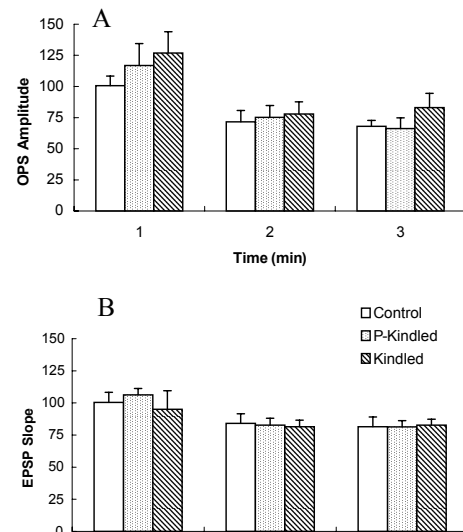 A
OPS Amplitude
150
125
100
75
50
25
0
1 2 3
Time (min)
B
Control
P-Kindled
Kindled
EPSP Slope
150
125
100
75
50
25
0